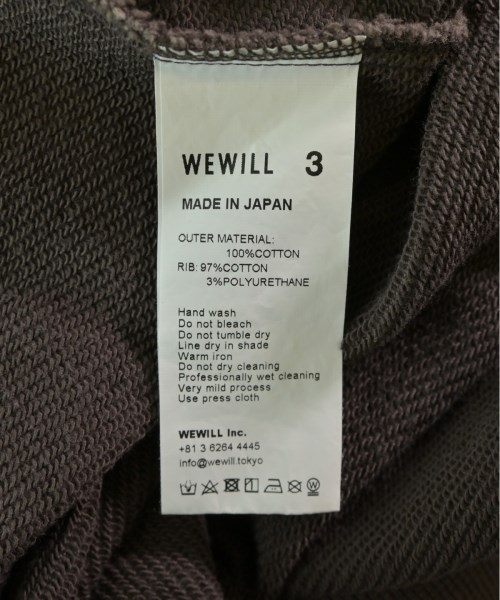 WEWILL 3
MADE IN JAPAN
OUTER MATERIAL:
100%COTTON
RIB: 97%COTTON
3%POLYURETHANE
Hand wash
Do not bleach
Do not tumble dry
Line dry in shade
Warm iron
Do not dry cleaning
Professionally wet cleaning
Very mild process
Use press cloth
WEWILL Inc.
+81 3 6264 4445
info@wewill.tokyo
W